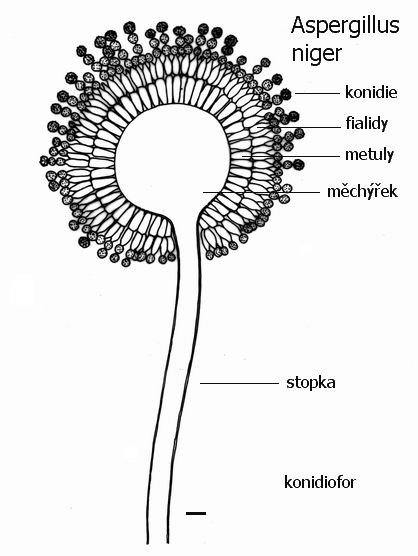 Aspergillus
niger
konidie
fialidy
metuly
měchýřek
stopka
konidiofor